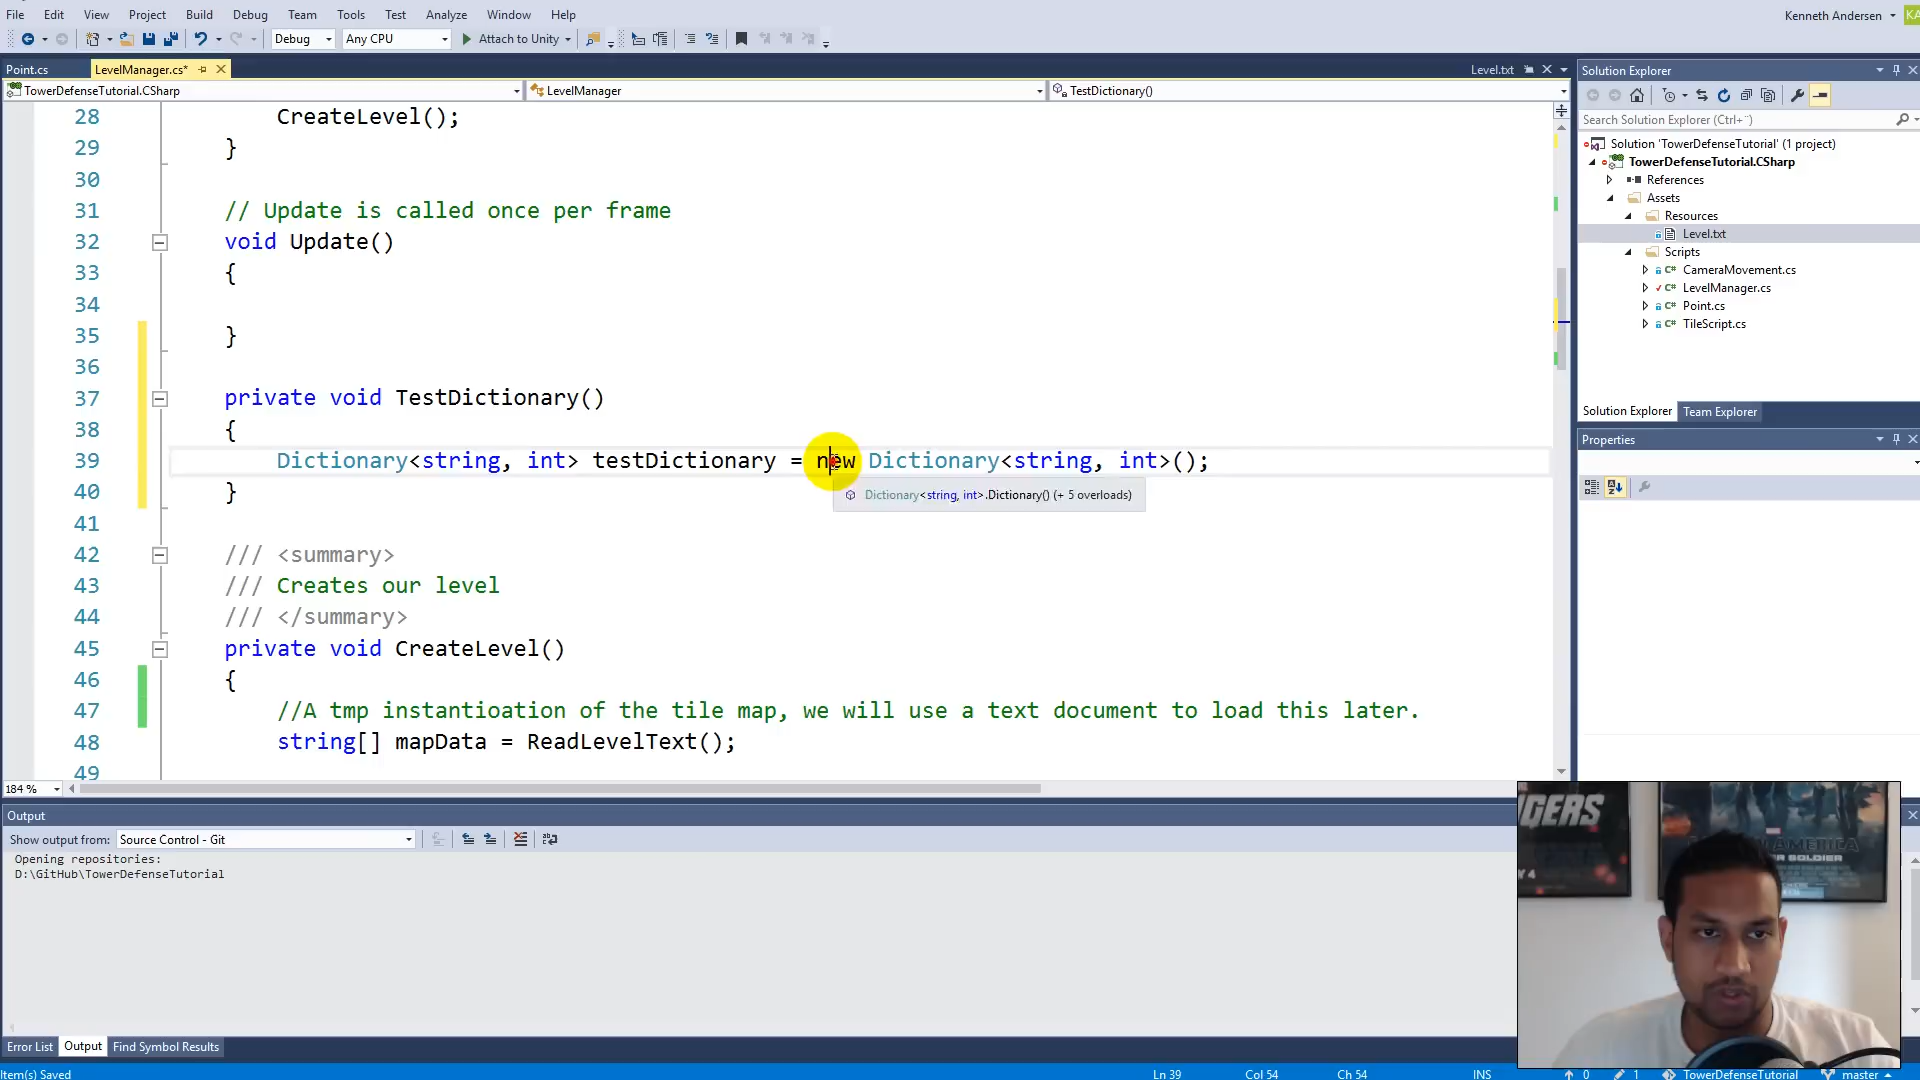 File Edit View Project Build Debug Team Tools Test Analyze Window Help
Kenneth Andersen
Debug Any CPU Attach to Unity
Point.cs LevelManager.cs* Level.txt
TowerDefenseTutorial.CSharp LevelManager TestDictionary()
28 CreateLevel();
29 }
30
31 // Update is called once per frame
32 void Update()
33 {
34
35 }
36
37 private void TestDictionary()
38 {
39 Dictionary<string, int> testDictionary = new Dictionary<string, int>();
Dictionary<string, int>.Dictionary() (+ 5 overloads)
40 }
41
42 /// <summary>
43 /// Creates our level
44 /// </summary>
45 private void CreateLevel()
46 {
47 //A tmp instantioation of the tile map, we will use a text document to load this later.
48 string[] mapData = ReadLevelText();
49
184 %
Solution Explorer
Search Solution Explorer (Ctrl+¨)
Solution 'TowerDefenseTutorial' (1 project)
TowerDefenseTutorial.CSharp
References
Assets
Resources
Level.txt
Scripts
CameraMovement.cs
LevelManager.cs
Point.cs
TileScript.cs
Solution Explorer Team Explorer
Properties
Output
Show output from: Source Control - Git
Opening repositories:
D:\GitHub\TowerDefenseTutorial
Error List Output Find Symbol Results
Item(s) Saved Ln 39 Col 54 Ch 54 INS 0 1 TowerDefenseTutorial master